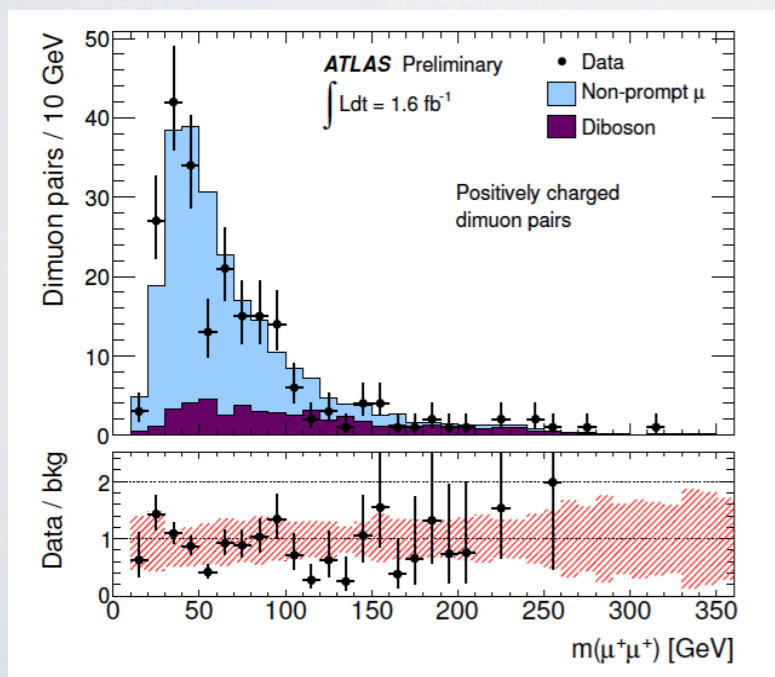 50
40
30
20
10
0
Dimuon pairs / 10 GeV
ATLAS Preliminary
∫ Ldt = 1.6 fb⁻¹
Data
Non-prompt μ
Diboson
Positively charged
dimuon pairs
Data / bkg
2
1
0
0 50 100 150 200 250 300 350
m(μ⁺μ⁺) [GeV]